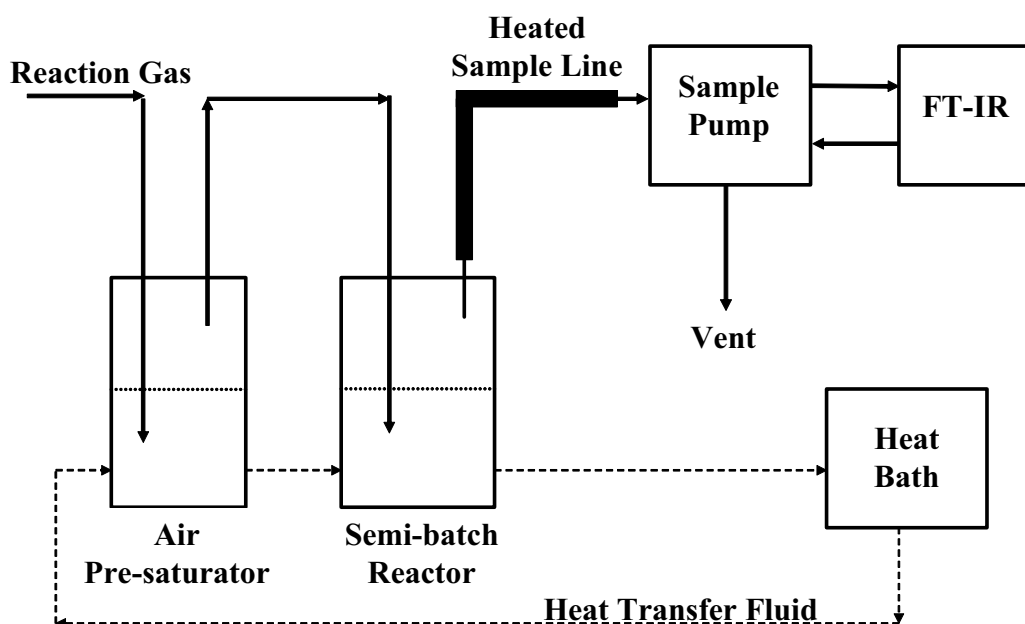 Heated
Sample Line
Reaction Gas
Sample
Pump
FT-IR
Vent
Heat
Bath
Air
Pre-saturator
Semi-batch
Reactor
Heat Transfer Fluid